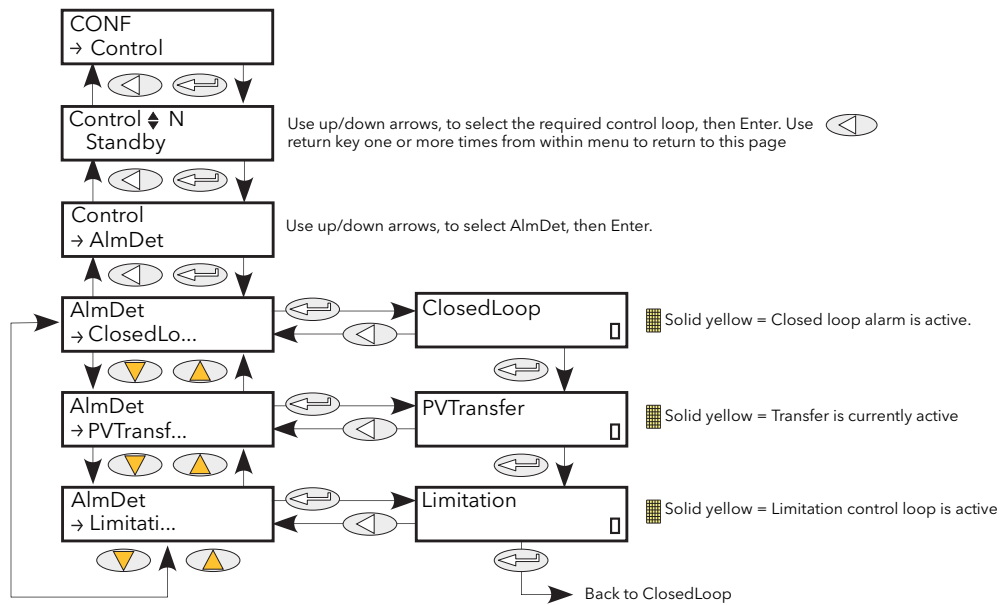 CONF
→ Control
Control ♦ N
Standby
Use up/down arrows, to select the required control loop, then Enter. Use
return key one or more times from within menu to return to this page
Control
→ AlmDet
Use up/down arrows, to select AlmDet, then Enter.
AlmDet
→ ClosedLo...
ClosedLoop
Solid yellow = Closed loop alarm is active.
AlmDet
→ PVTransf...
PVTransfer
Solid yellow = Transfer is currently active
AlmDet
→ Limitati...
Limitation
Solid yellow = Limitation control loop is active
Back to ClosedLoop